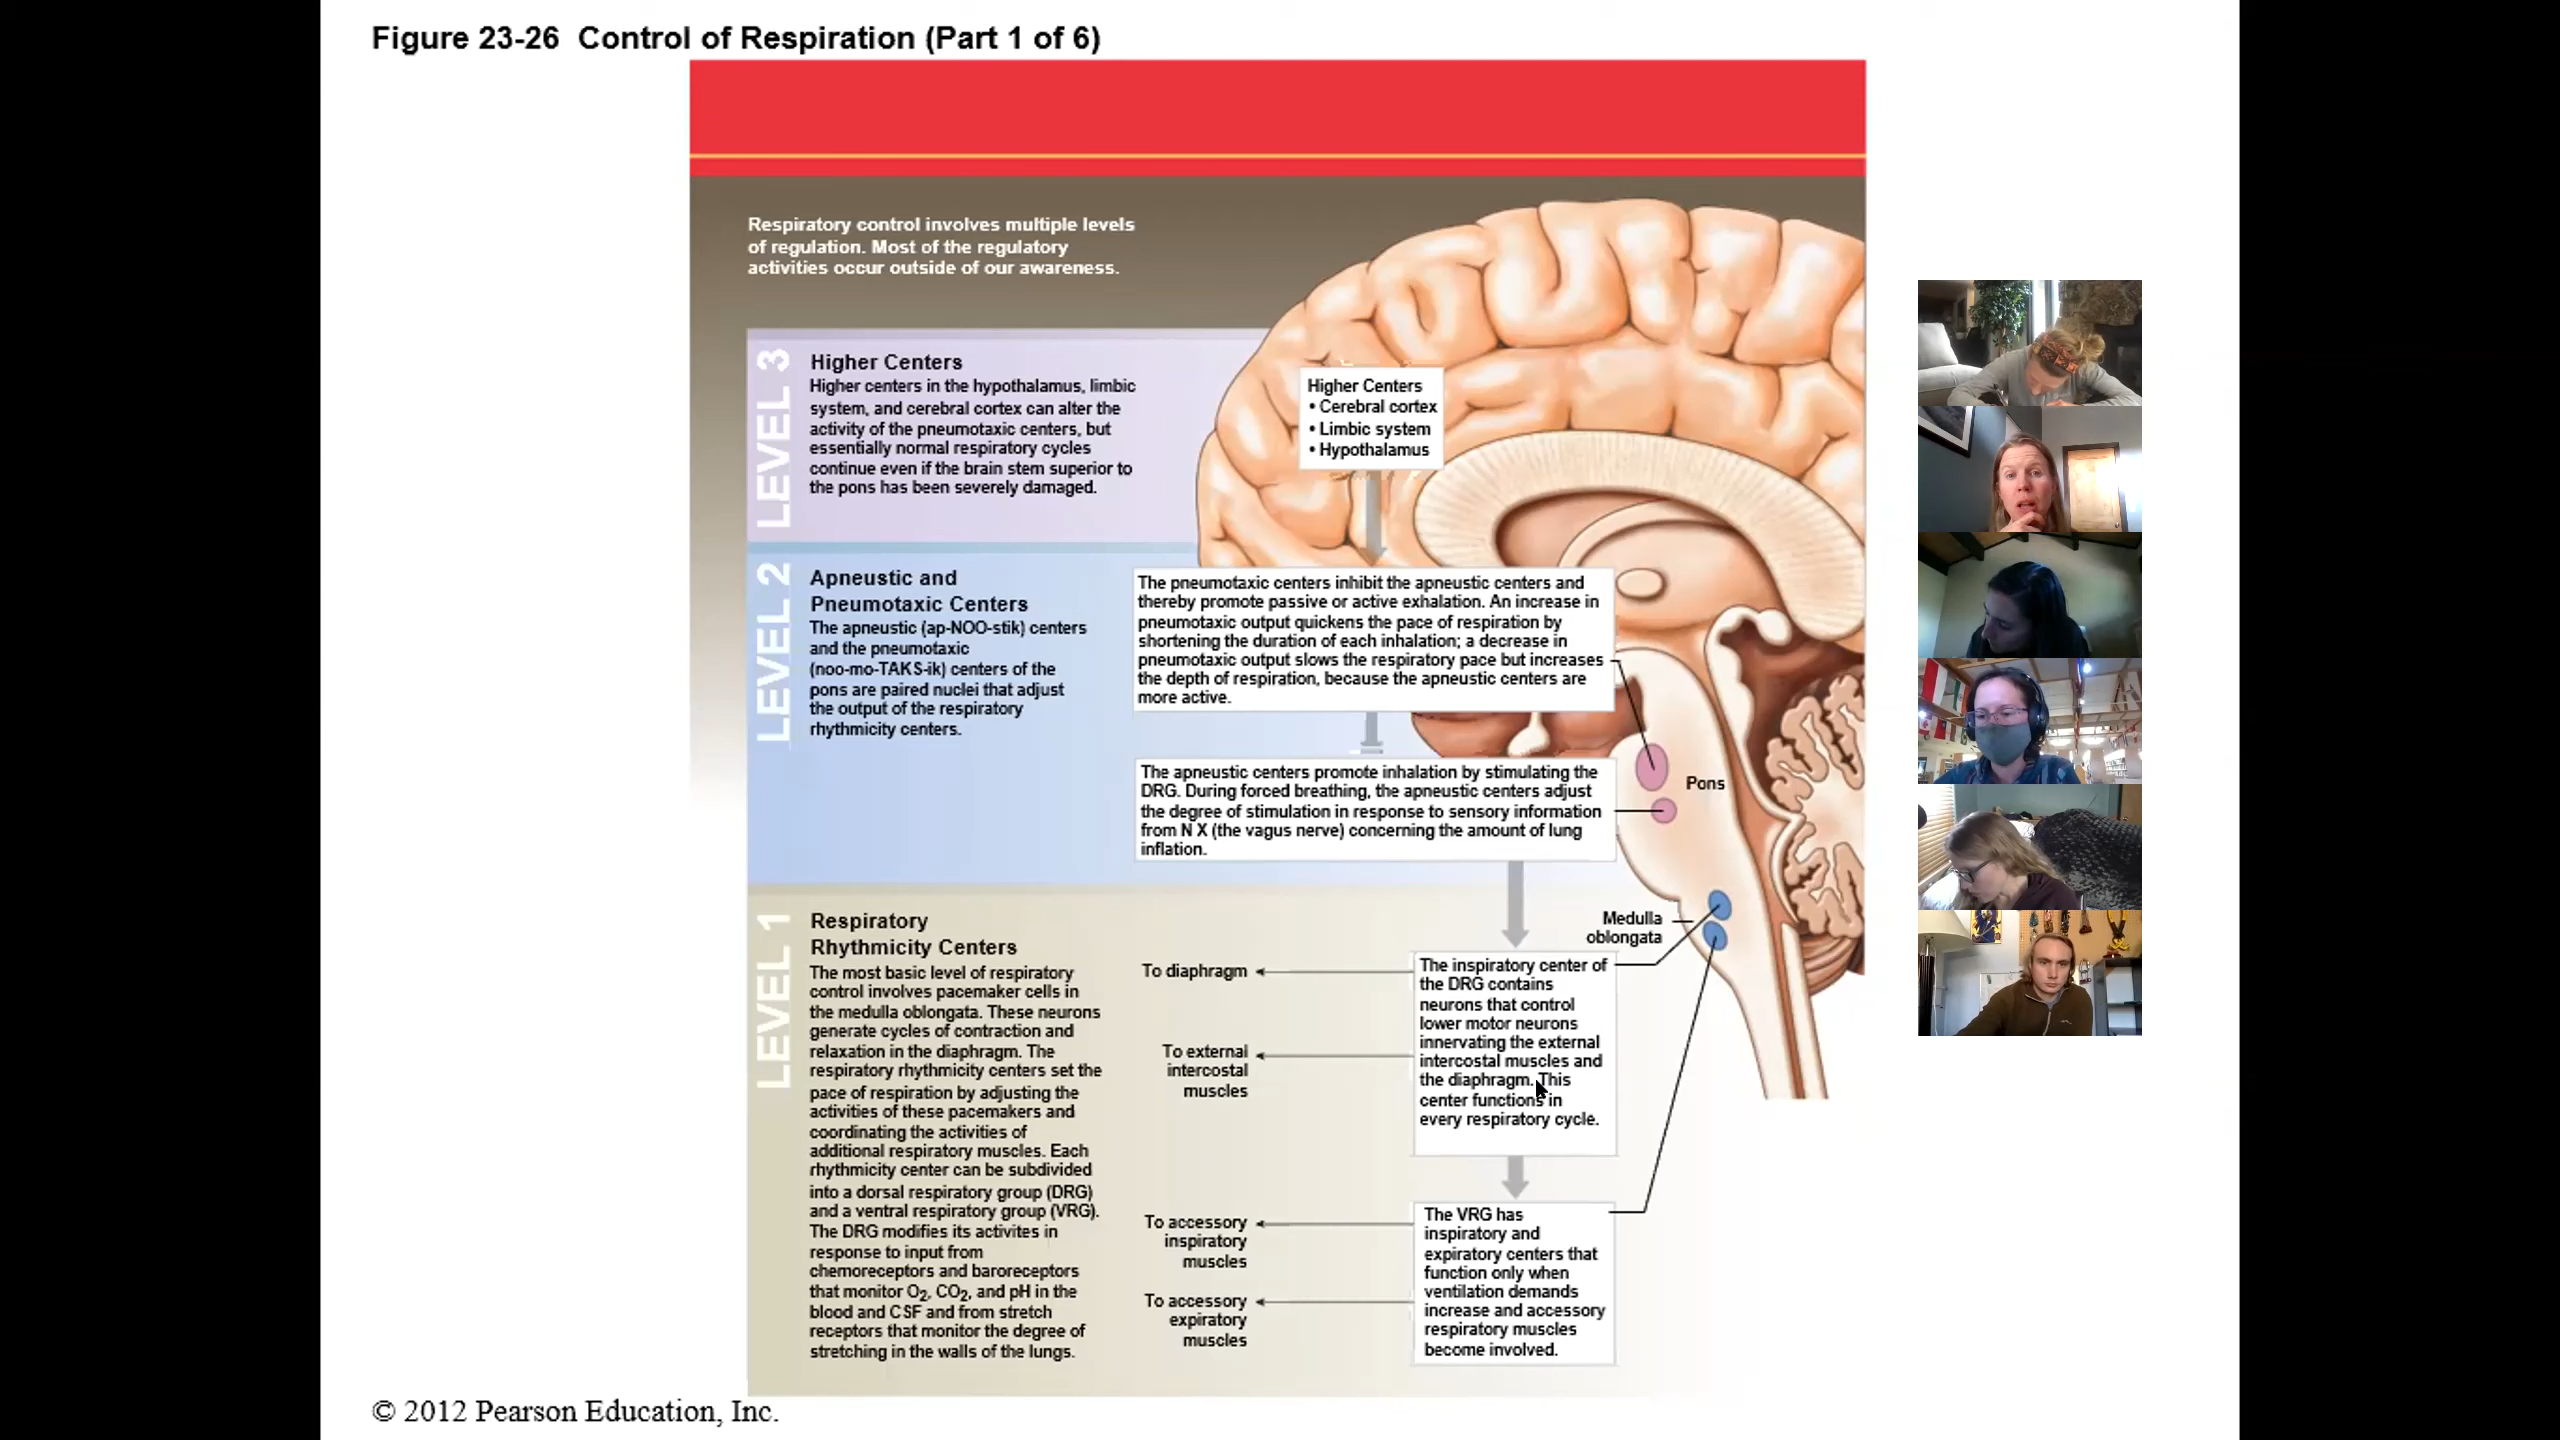 Figure 23-26 Control of Respiration (Part 1 of 6)
Respiratory control involves multiple levels
of regulation. Most of the regulatory
activities occur outside of our awareness.
LEVEL 3
Higher Centers
Higher centers in the hypothalamus, limbic
system, and cerebral cortex can alter the
activity of the pneumotaxic centers, but
essentially normal respiratory cycles
continue even if the brain stem superior to
the pons has been severely damaged.
Higher Centers
• Cerebral cortex
• Limbic system
• Hypothalamus
LEVEL 2
Apneustic and
Pneumotaxic Centers
The apneustic (ap-NOO-stik) centers
and the pneumotaxic
(noo-mo-TAKS-ik) centers of the
pons are paired nuclei that adjust
the output of the respiratory
rhythmicity centers.
The pneumotaxic centers inhibit the apneustic centers and
thereby promote passive or active exhalation. An increase in
pneumotaxic output quickens the pace of respiration by
shortening the duration of each inhalation; a decrease in
pneumotaxic output slows the respiratory pace but increases
the depth of respiration, because the apneustic centers are
more active.
The apneustic centers promote inhalation by stimulating the
DRG. During forced breathing, the apneustic centers adjust
the degree of stimulation in response to sensory information
from N X (the vagus nerve) concerning the amount of lung
inflation.
Pons
LEVEL 1
Respiratory
Rhythmicity Centers
The most basic level of respiratory
control involves pacemaker cells in
the medulla oblongata. These neurons
generate cycles of contraction and
relaxation in the diaphragm. The
respiratory rhythmicity centers set the
pace of respiration by adjusting the
activities of these pacemakers and
coordinating the activities of
additional respiratory muscles. Each
rhythmicity center can be subdivided
into a dorsal respiratory group (DRG)
and a ventral respiratory group (VRG).
The DRG modifies its activites in
response to input from
chemoreceptors and baroreceptors
that monitor O₂, CO₂, and pH in the
blood and CSF and from stretch
receptors that monitor the degree of
stretching in the walls of the lungs.
Medulla
oblongata
To diaphragm
To external
intercostal
muscles
The inspiratory center of
the DRG contains
neurons that control
lower motor neurons
innervating the external
intercostal muscles and
the diaphragm. This
center functions in
every respiratory cycle.
To accessory
inspiratory
muscles
To accessory
expiratory
muscles
The VRG has
inspiratory and
expiratory centers that
function only when
ventilation demands
increase and accessory
respiratory muscles
become involved.
© 2012 Pearson Education, Inc.